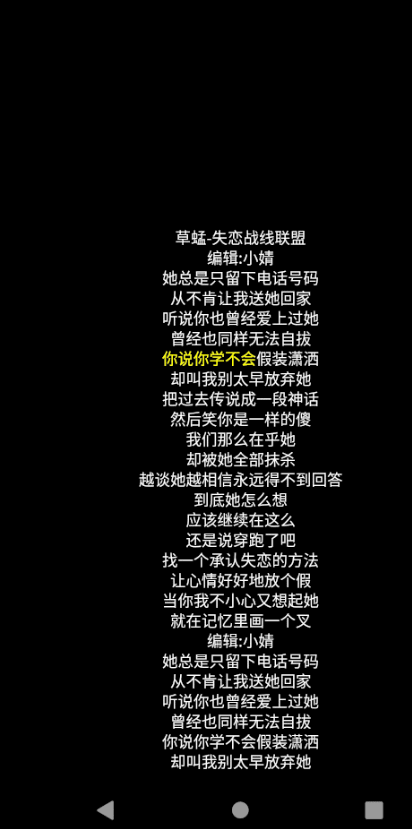 草蜢-失恋战线联盟
编辑:小婧
她总是只留下电话号码
从不肯让我送她回家
听说你也曾经爱上过她
曾经也同样无法自拔
你说你学不会假装潇洒
却叫我别太早放弃她
把过去传说成一段神话
然后笑你是一样的傻
我们那么在乎她
却被她全部抹杀
越谈她越相信永远得不到回答
到底她怎么想
应该继续在这么
还是说穿跑了吧
找一个承认失恋的方法
让心情好好地放个假
当你我不小心又想起她
就在记忆里画一个叉
编辑:小婧
她总是只留下电话号码
从不肯让我送她回家
听说你也曾经爱上过她
曾经也同样无法自拔
你说你学不会假装潇洒
却叫我别太早放弃她